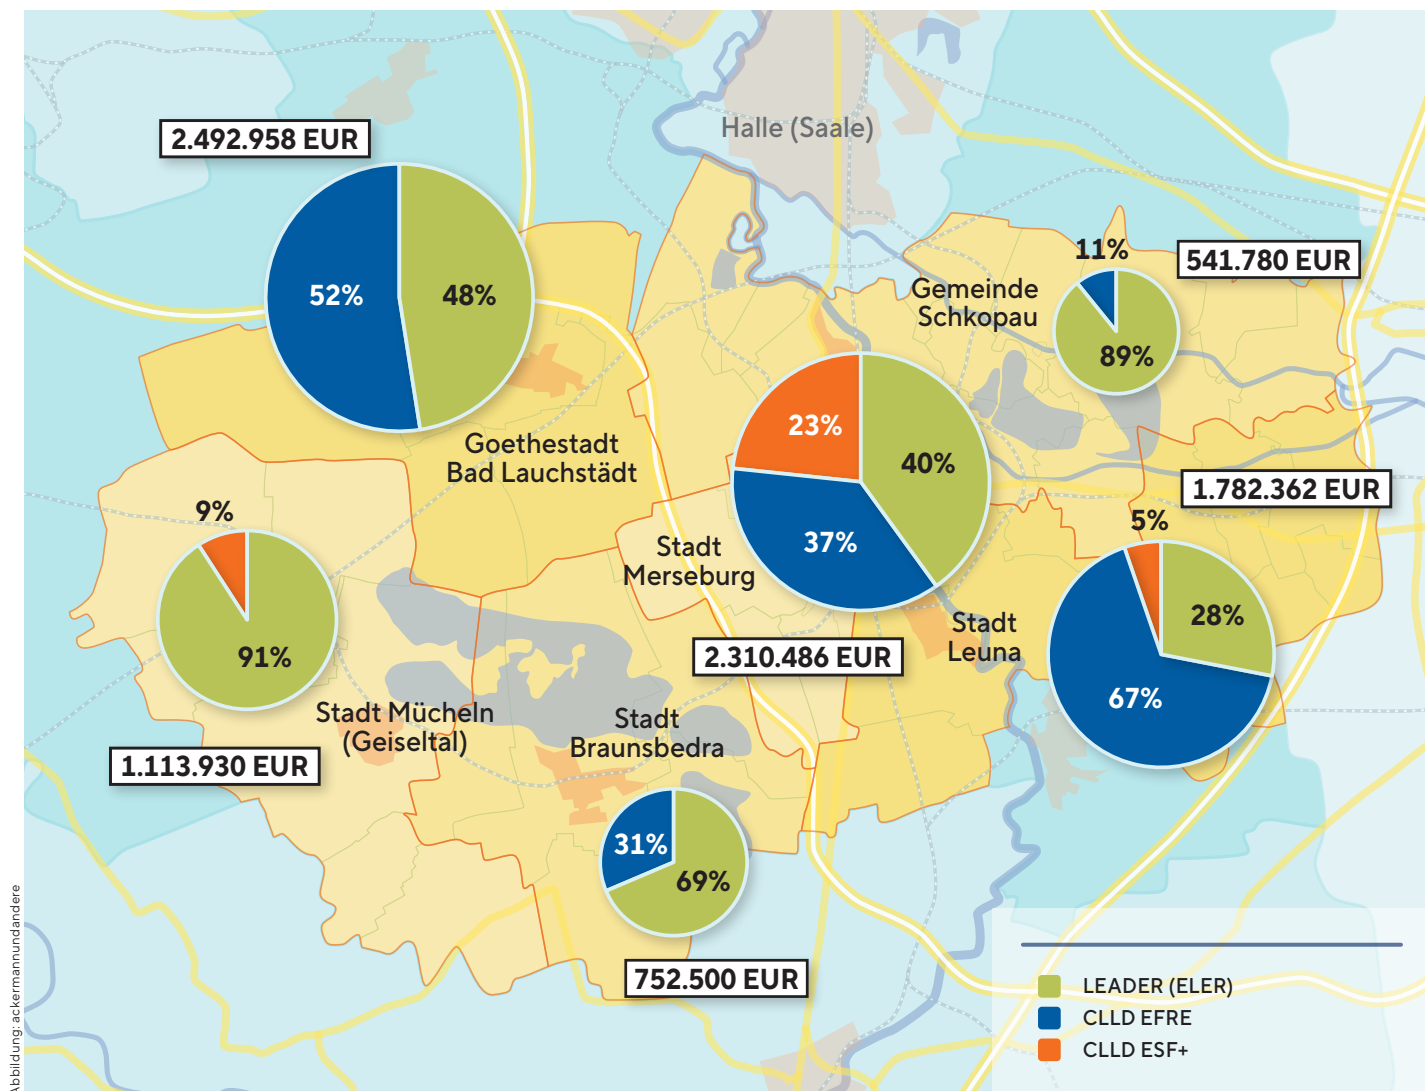 Halle (Saale)
2.492.958 EUR
52%
48%
Goethestadt
Bad Lauchstädt
11%
541.780 EUR
Gemeinde
Schkopau
89%
23%
40%
37%
Stadt
Merseburg
2.310.486 EUR
1.782.362 EUR
5%
28%
67%
Stadt
Leuna
9%
91%
Stadt Mücheln
(Geiseltal)
1.113.930 EUR
Stadt
Braunsbedra
31%
69%
752.500 EUR
LEADER (ELER)
CLLD EFRE
CLLD ESF+
Abbildung: ackermannundandere